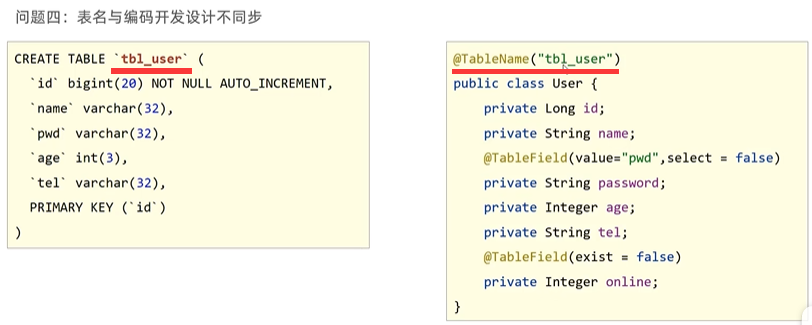 问题四：表名与编码开发设计不同步
CREATE TABLE `tbl_user` (
`id` bigint(20) NOT NULL AUTO_INCREMENT,
`name` varchar(32),
`pwd` varchar(32),
`age` int(3),
`tel` varchar(32),
PRIMARY KEY (`id`)
)
@TableName("tbl_user")
public class User {
private Long id;
private String name;
@TableField(value="pwd",select = false)
private String password;
private Integer age;
private String tel;
@TableField(exist = false)
private Integer online;
}